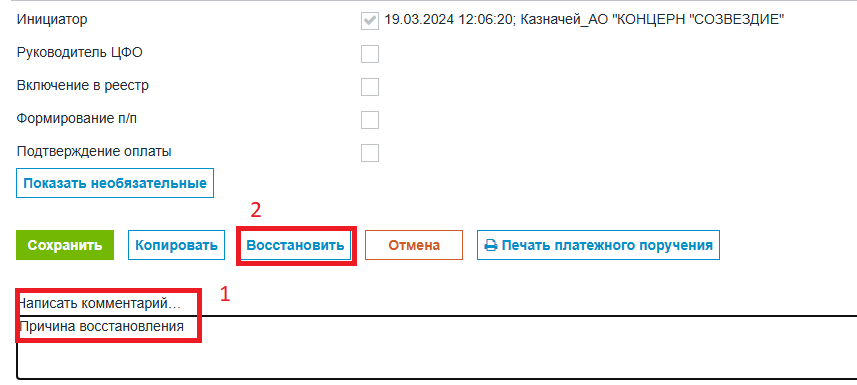 Инициатор 19.03.2024 12:06:20; Казначей_АО "КОНЦЕРН "СОЗВЕЗДИЕ"
Руководитель ЦФО
Включение в реестр
Формирование п/п
Подтверждение оплаты
Показать необязательные
2
Сохранить Копировать Восстановить Отмена Печать платежного поручения
1
Написать комментарий...
Причина восстановления